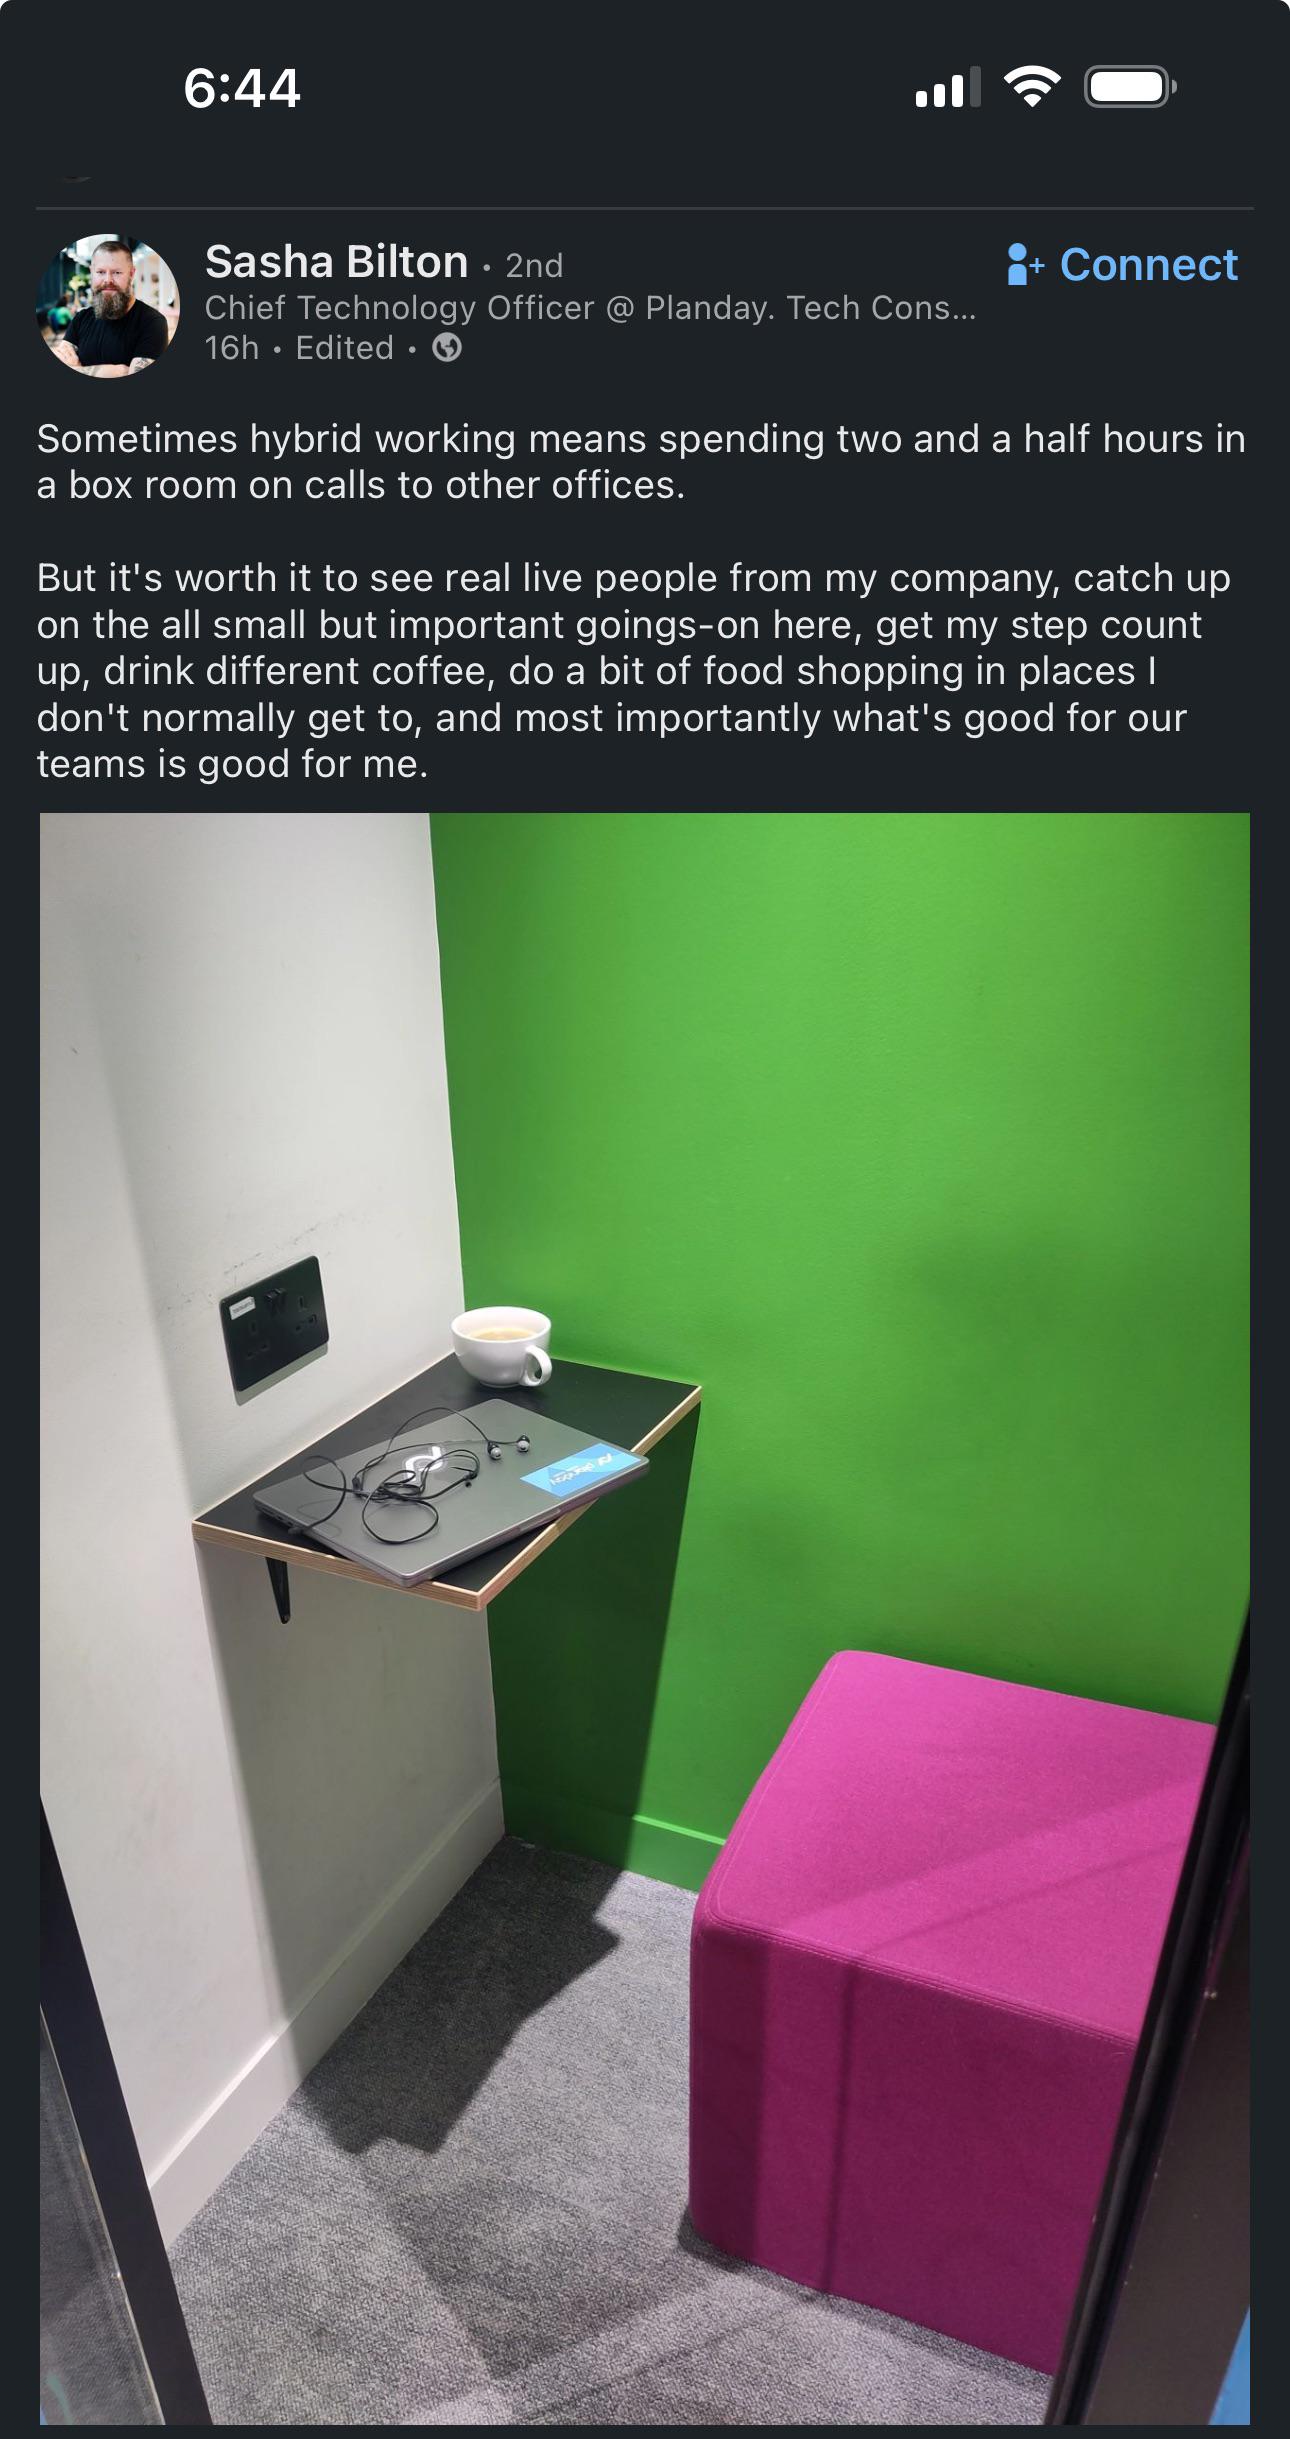 6:44
Sasha Bilton • 2nd
Connect
Chief Technology Officer @ Planday. Tech Cons...
16h • Edited •
Sometimes hybrid working means spending two and a half hours in
a box room on calls to other offices.
But it's worth it to see real live people from my company, catch up
on the all small but important goings-on here, get my step count
up, drink different coffee, do a bit of food shopping in places I
don't normally get to, and most importantly what's good for our
teams is good for me.
planday